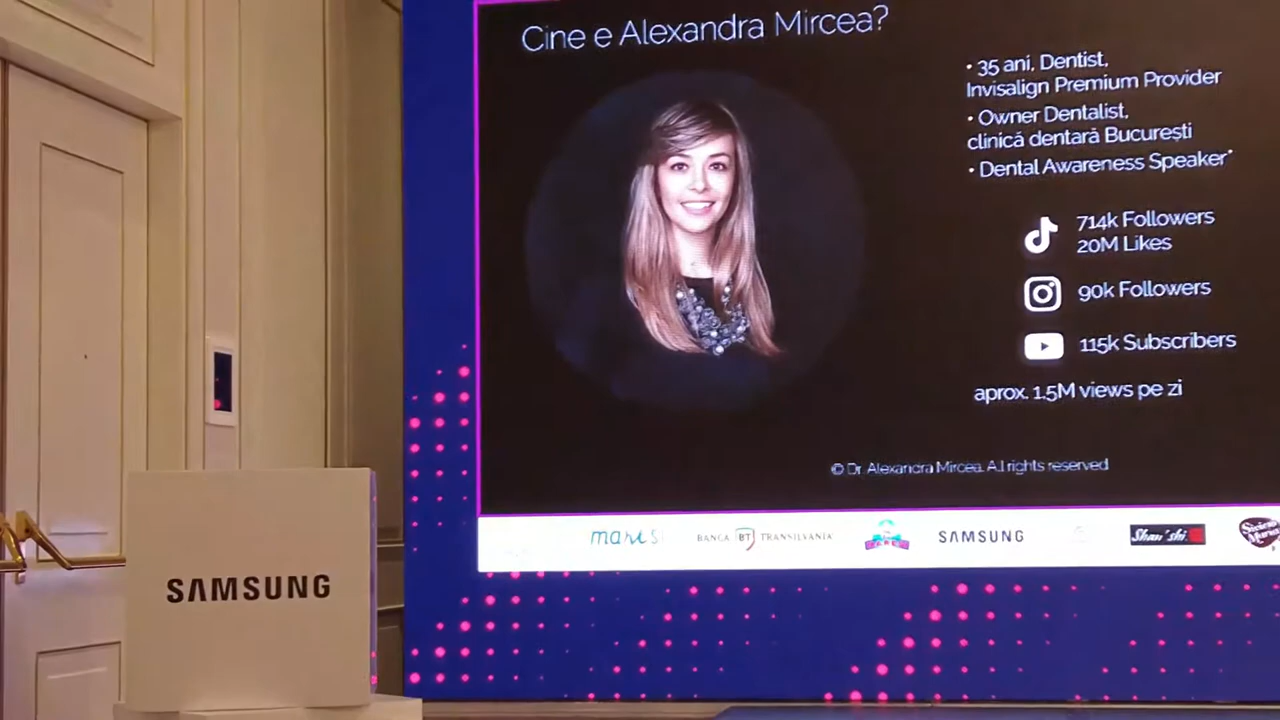 Cine e Alexandra Mircea?
• 35 ani, Dentist,
Invisalign Premium Provider
• Owner Dentalist,
clinică dentară București
• Dental Awareness Speaker*
714k Followers
20M Likes
90k Followers
115k Subscribers
aprox. 1.5M views pe zi
© Dr. Alexandra Mircea. All rights reserved
BANCA BT TRANSILVANIA
SAMSUNG
Shan'shi
SAMSUNG